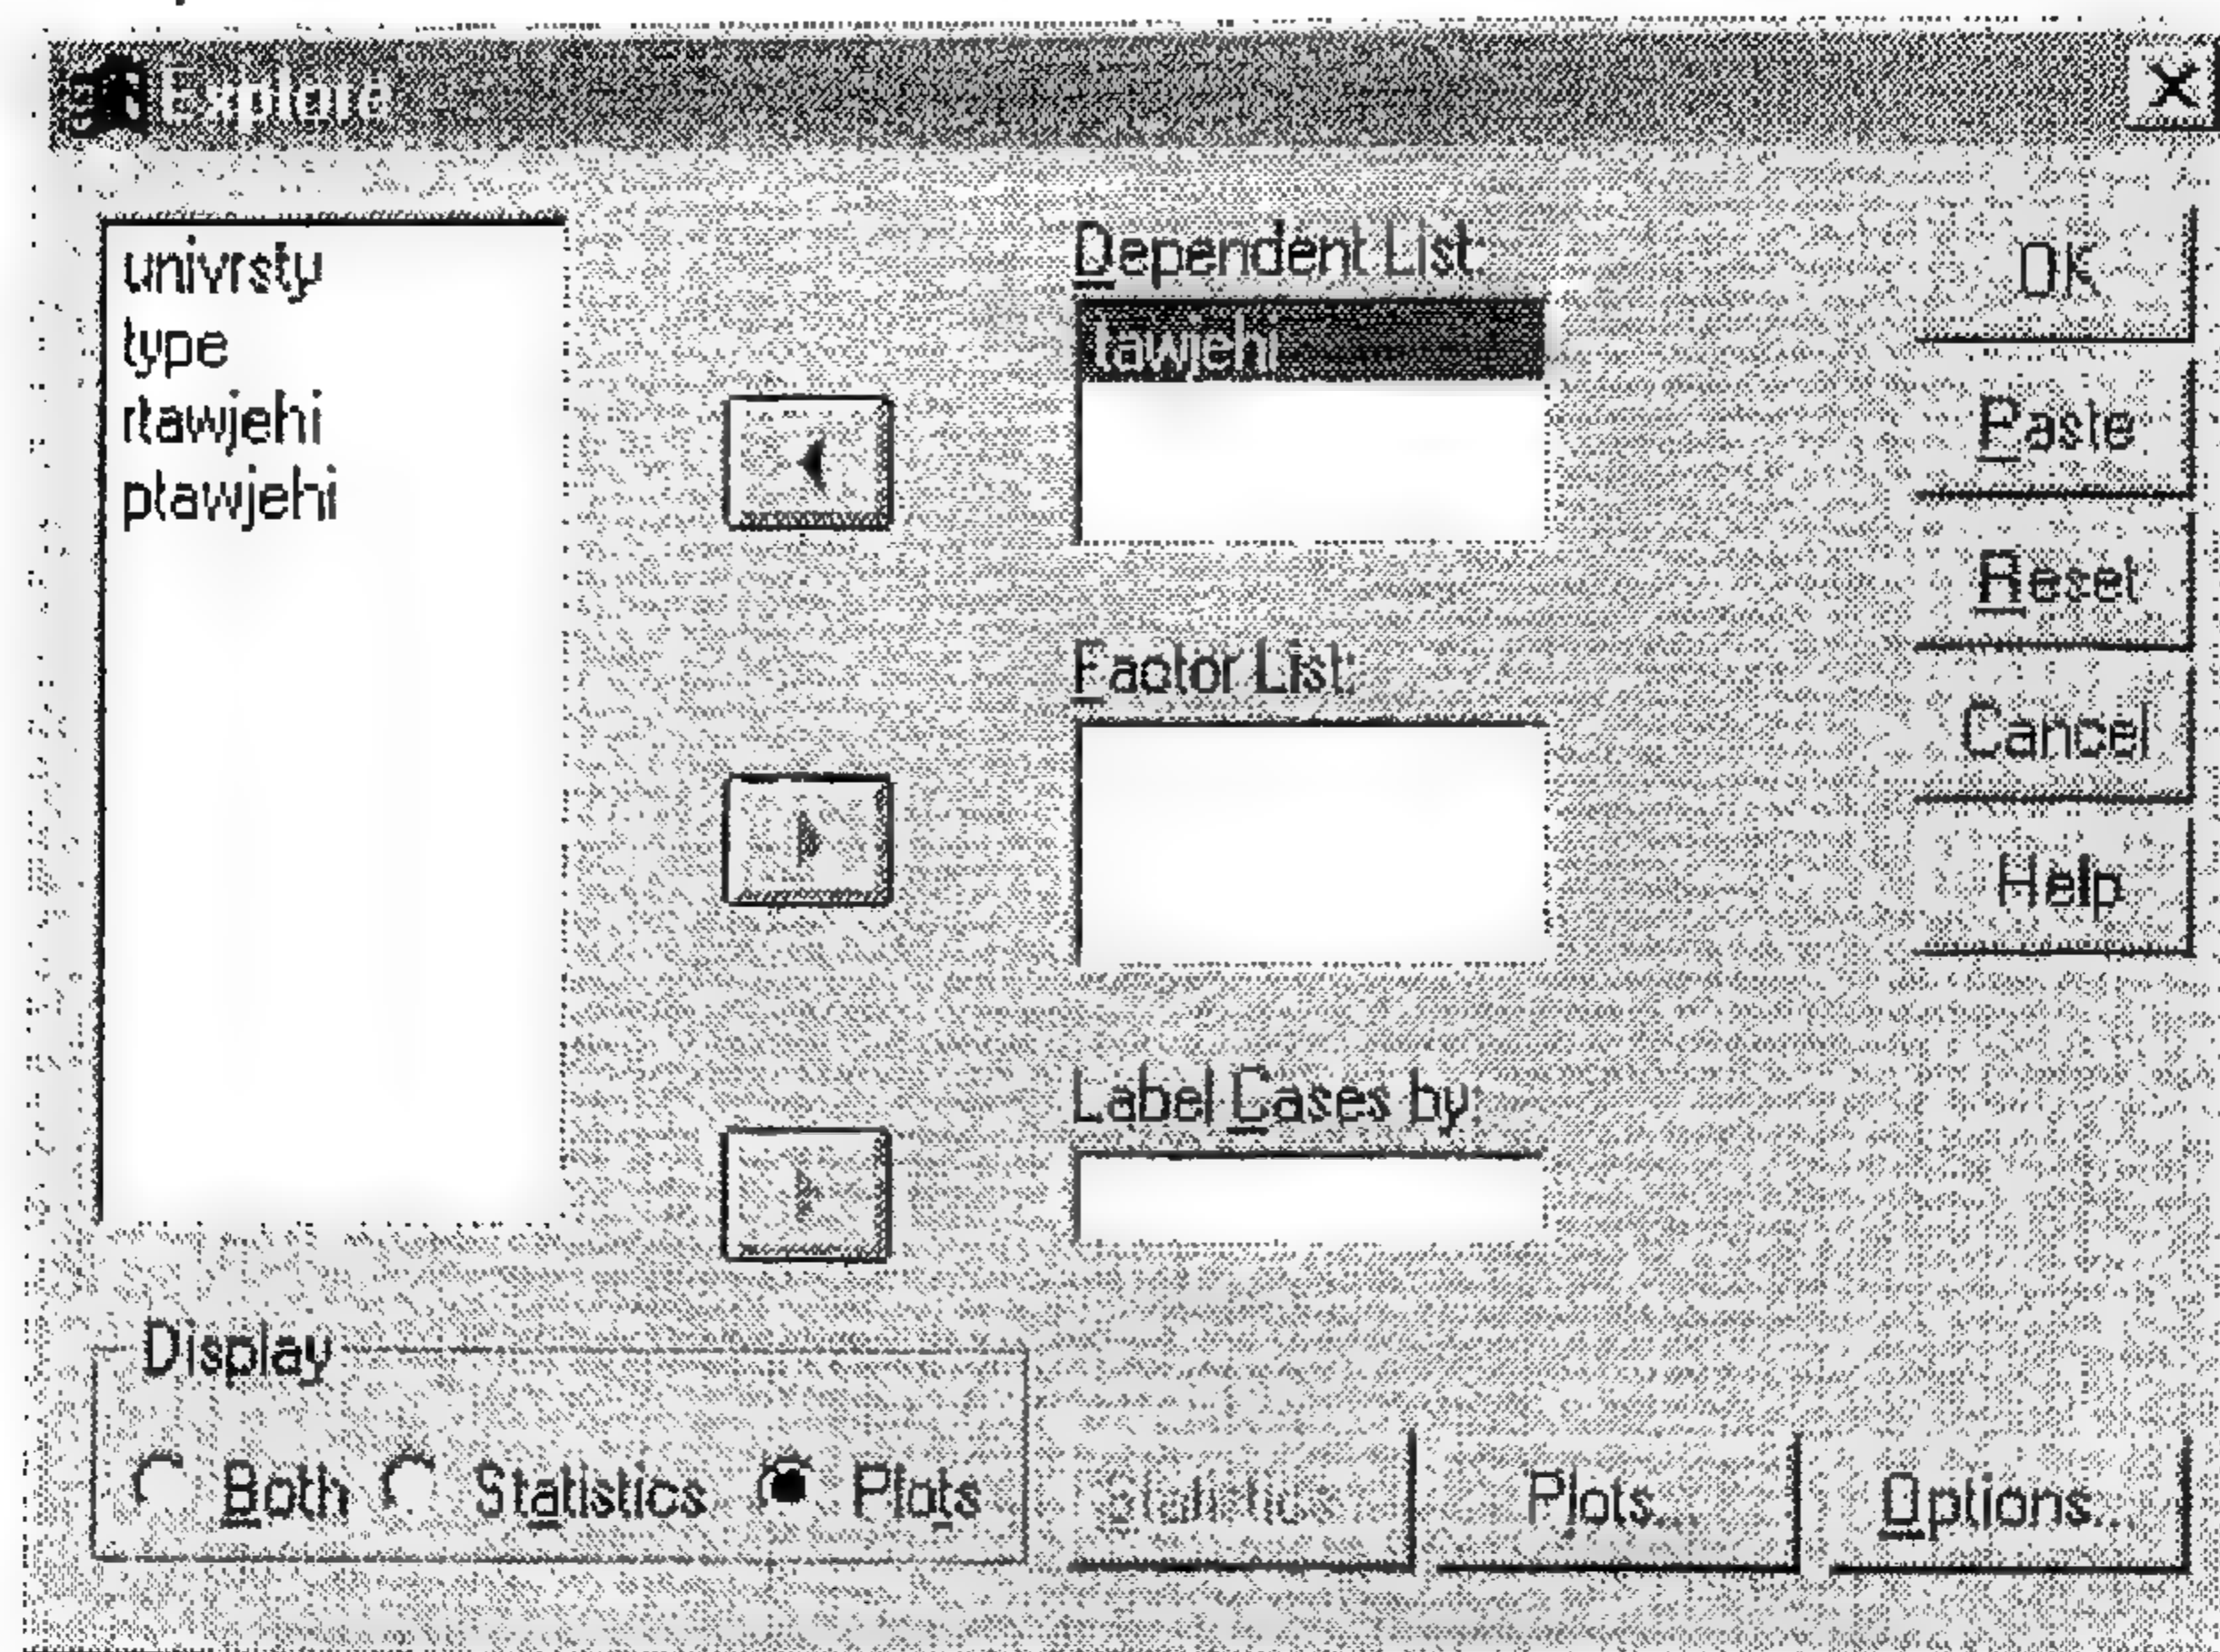 Explore
univrsty
type
rtawjehi
ptawjehi
Dependent List:
tawjehi
Factor List:
Label Cases by:
OK
Paste
Reset
Cancel
Help
Display
Both Statistics Plots
Statistics... Plots... Options...